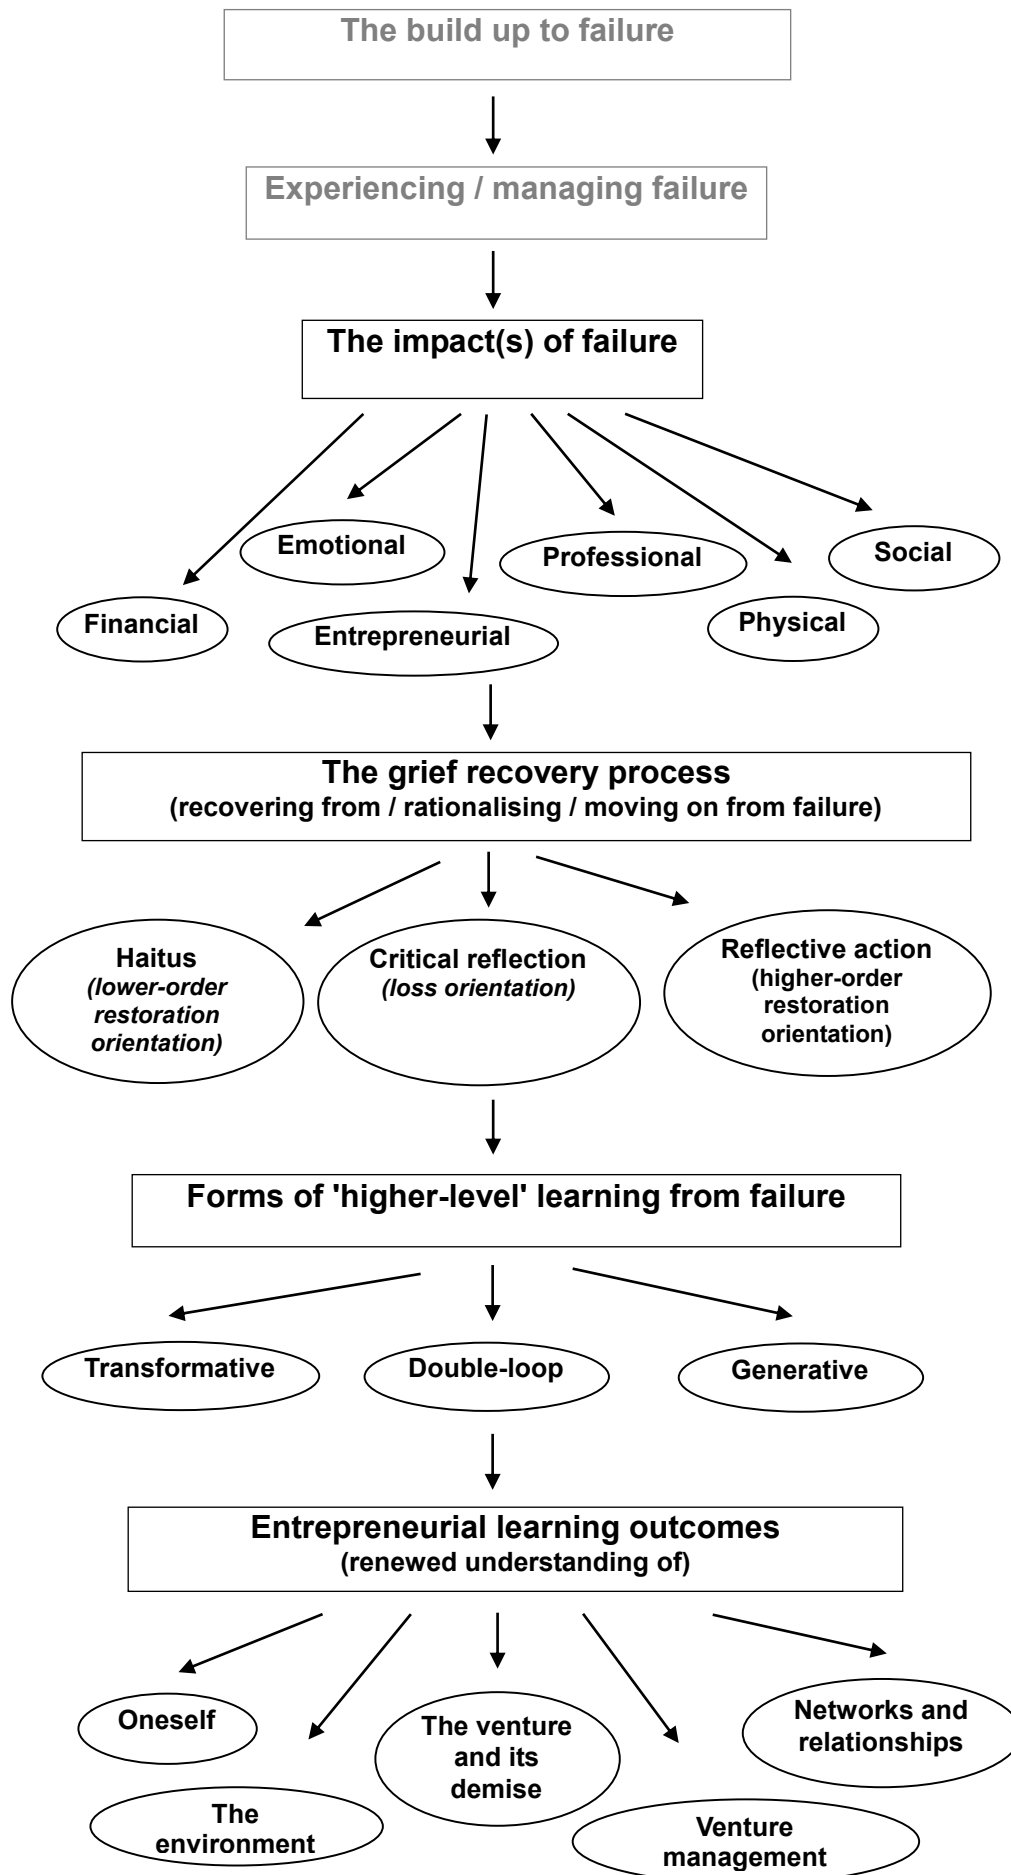 The build up to failure
Experiencing / managing failure
The impact(s) of failure
Emotional
Professional
Social
Financial
Entrepreneurial
Physical
The grief recovery process
(recovering from / rationalising / moving on from failure)
Haitus
(lower-order
restoration
orientation)
Critical reflection
(loss orientation)
Reflective action
(higher-order
restoration
orientation)
Forms of 'higher-level' learning from failure
Transformative
Double-loop
Generative
Entrepreneurial learning outcomes
(renewed understanding of)
Oneself
The environment
The venture
and its
demise
Venture
management
Networks and
relationships